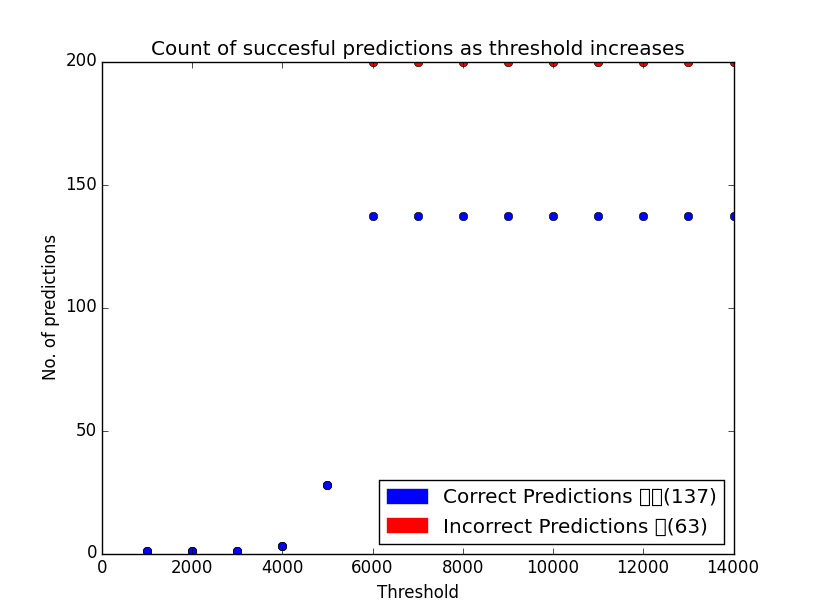 Count of succesful predictions as threshold increases
200
150
100
50
0
No. of predictions
Correct Predictions (137)
Incorrect Predictions (63)
0 2000 4000 6000 8000 10000 12000 14000
Threshold